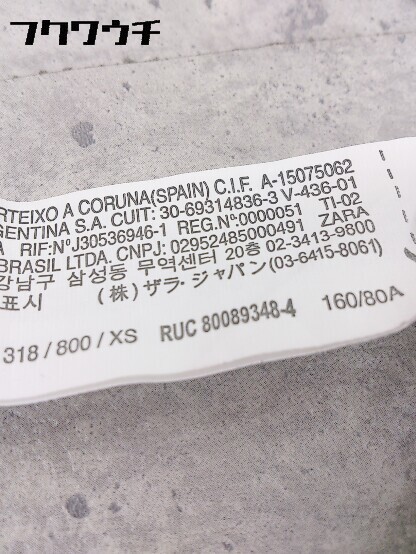 フクワウチ
RTEIXO A CORUNA(SPAIN) C.I.F. A-15075062
GENTINA S.A. CUIT: 30-69314836-3 V-436-01
A RIF:NºJ30536946-1 REG.Nº-0000051 TI-02
BRASIL LTDA. CNPJ: 02952485000491 ZARA
강남구 삼성동 무역센터 20층 02-3413-9800
표시 (株)ザラ・ジャパン(03-6415-8061)
318 / 800 / XS RUC 80089348-4 160/80A